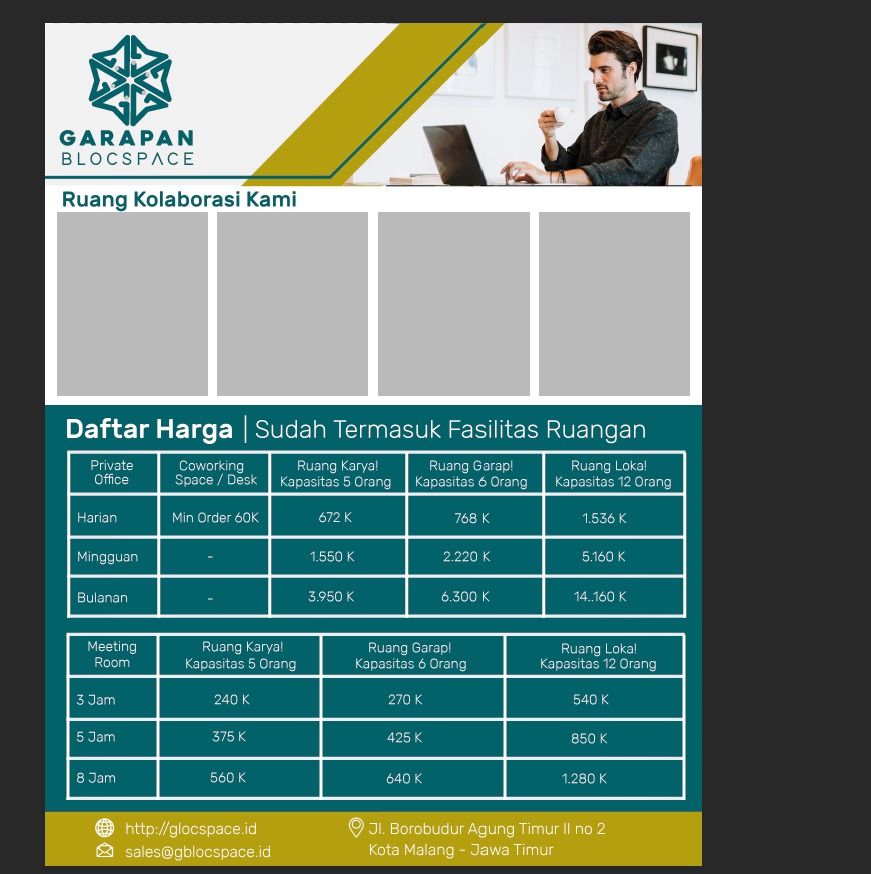 GARAPAN
BLOCSPACE
Ruang Kolaborasi Kami
Daftar Harga | Sudah Termasuk Fasilitas Ruangan
Private Office Coworking Space / Desk Ruang Karya! Kapasitas 5 Orang Ruang Garap! Kapasitas 6 Orang Ruang Loka! Kapasitas 12 Orang
Harian Min Order 60K 672 K 768 K 1.536 K
Mingguan - 1.550 K 2.220 K 5.160 K
Bulanan - 3.950 K 6.300 K 14..160 K
Meeting Room Ruang Karya! Kapasitas 5 Orang Ruang Garap! Kapasitas 6 Orang Ruang Loka! Kapasitas 12 Orang
3 Jam 240 K 270 K 540 K
5 Jam 375 K 425 K 850 K
8 Jam 560 K 640 K 1.280 K
http://glocspace.id
sales@gblocspace.id
Jl. Borobudur Agung Timur II no 2
Kota Malang - Jawa Timur